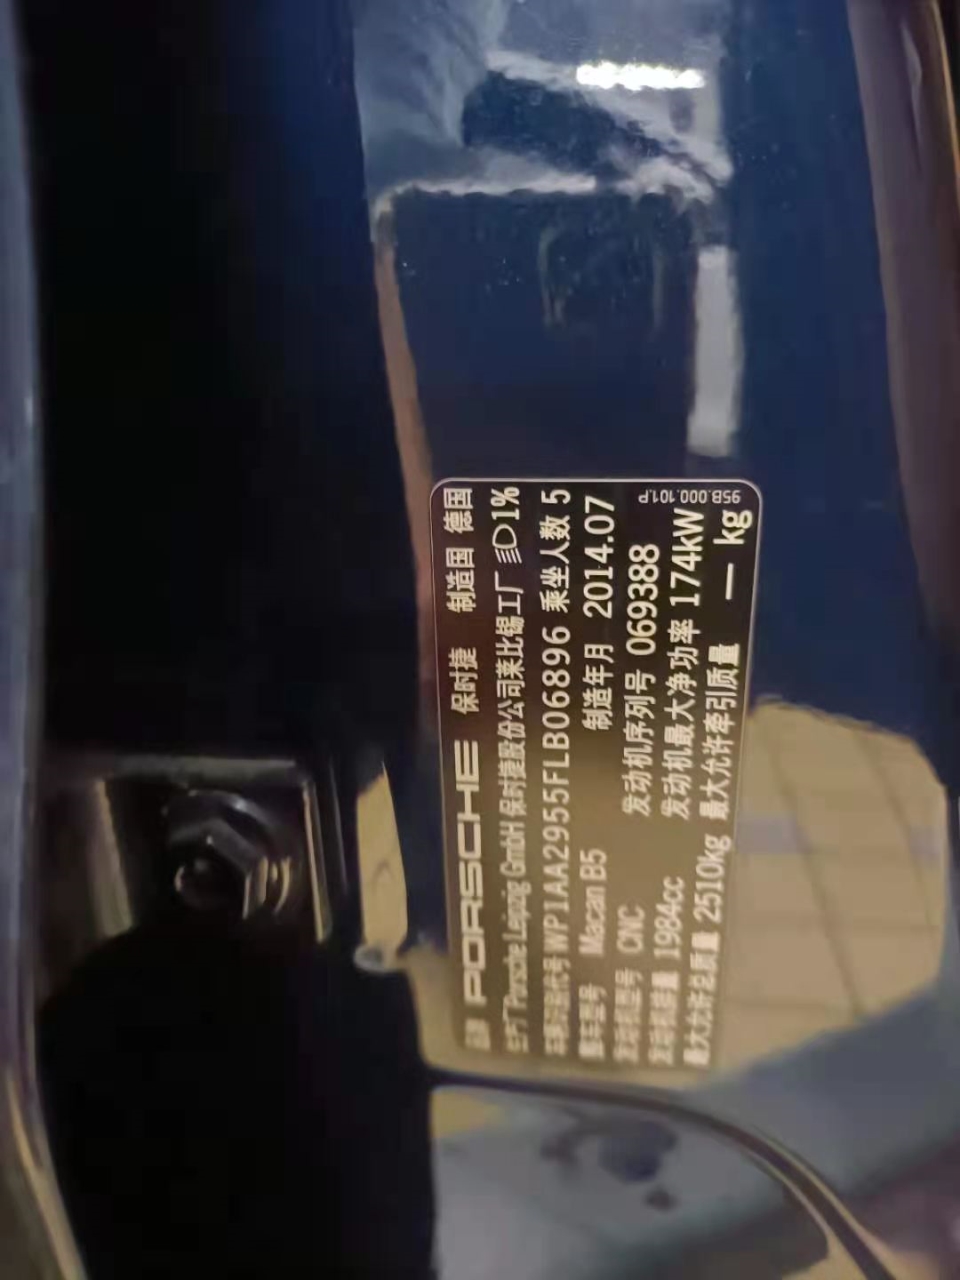 品牌 PORSCHE 保时捷 制造国 德国
生产厂 Porsche Leipzig GmbH 保时捷股份公司莱比锡工厂 1%
车辆识别代号 WP1AA2955FLB06896 乘坐人数 5
整车型号 Macan B5 制造年月 2014.07
发动机型号 CNC 发动机序列号 069388
发动机排量 1984cc 发动机最大净功率 174kW
最大允许总质量 2510kg 最大允许牵引质量 — kg
95B.000.101.P